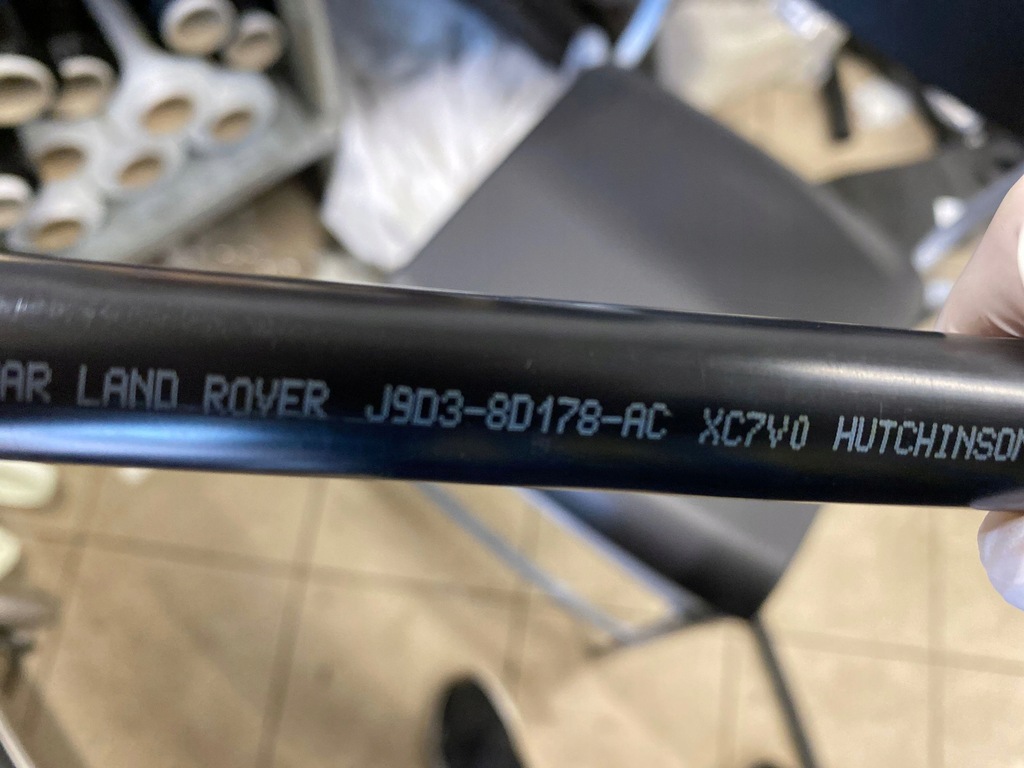 AR LAND ROVER J9D3-8D178-AC XC7V0 HUTCHINSON